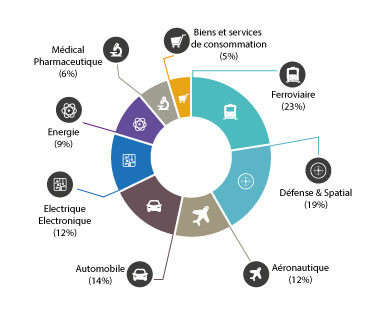 Biens et services
de consommation
(5%)
Médical
Pharmaceutique
(6%)
Ferroviaire
(23%)
Energie
(9%)
Défense & Spatial
(19%)
Electrique
Electronique
(12%)
Automobile
(14%)
Aéronautique
(12%)